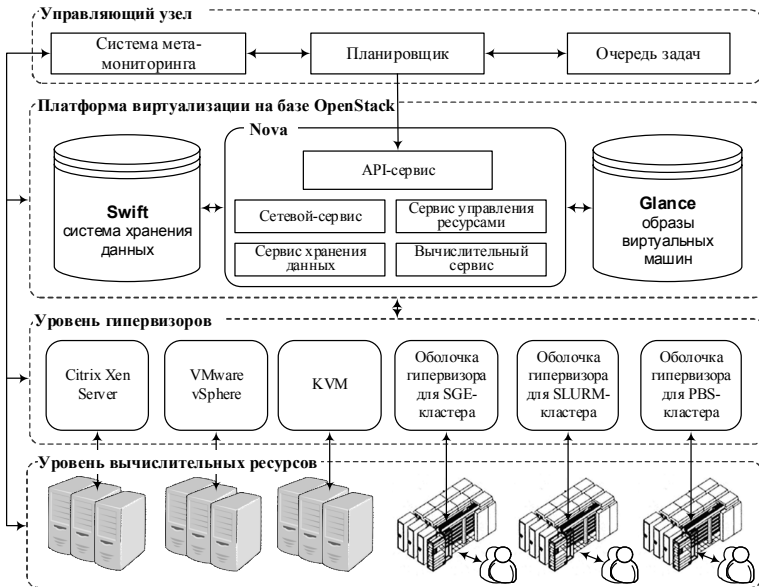 Управляющий узел
Система мета-
мониторинга
Планировщик
Очередь задач
Платформа виртуализации на базе OpenStack
Nova
API-сервис
Swift
система хранения
данных
Сетевой-сервис
Сервис управления
ресурсами
Сервис хранения
данных
Вычислительный
сервис
Glance
образы
виртуальных
машин
Уровень гипервизоров
Citrix Xen
Server
VMware
vSphere
KVM
Оболочка
гипервизора
для SGE-
кластера
Оболочка
гипервизора
для SLURM-
кластера
Оболочка
гипервизора
для PBS-
кластера
Уровень вычислительных ресурсов